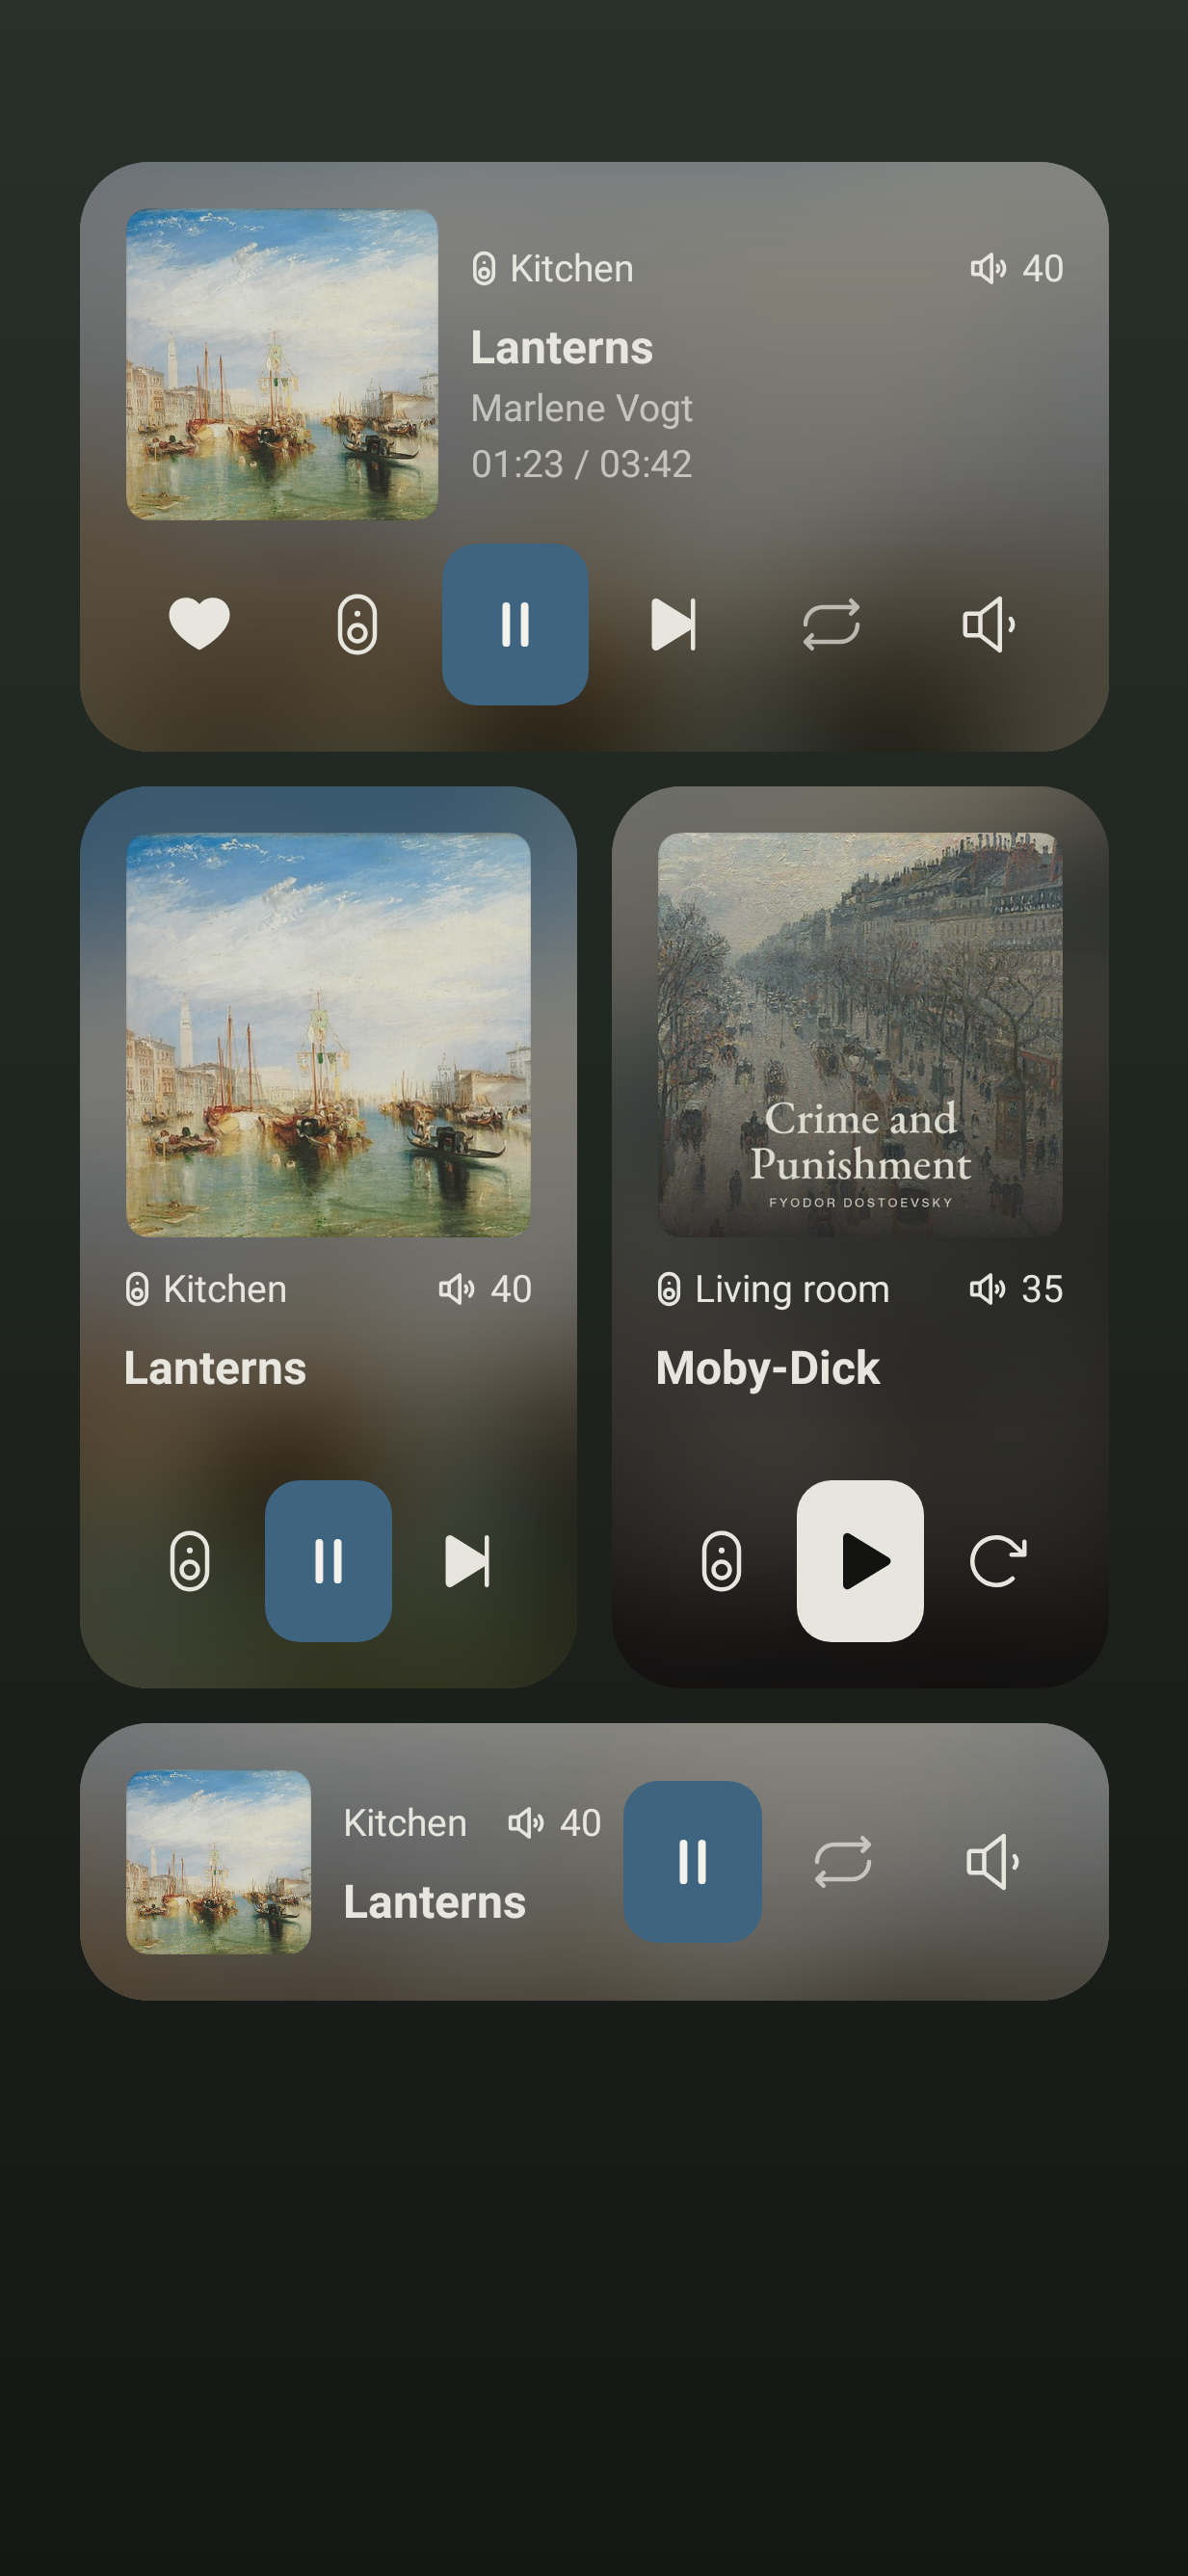 Kitchen 40
Lanterns
Marlene Vogt
01:23 / 03:42
Kitchen 40
Lanterns
Crime and
Punishment
FYODOR DOSTOEVSKY
Living room 35
Moby-Dick
Kitchen 40
Lanterns